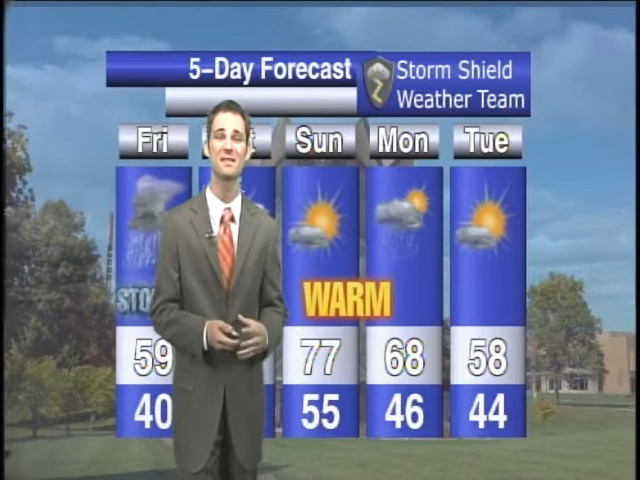 5-Day Forecast
Storm Shield
Weather Team
Fri Sun Mon Tue
WARM
59 77 68 58
40 55 46 44